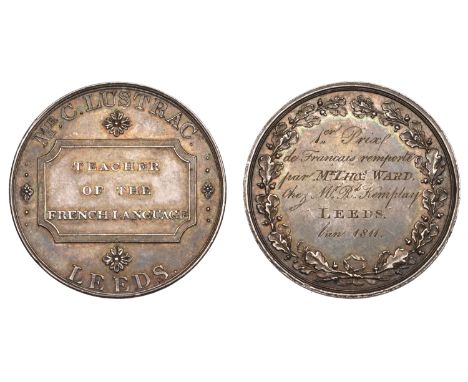 Mr. C. LUSTRAC.
TEACHER
OF THE
FRENCH LANGUAGE
LEEDS.
1er. Prix
de Francais remporté
par Mr. Thos. WARD.
Chez Mr. Rd. Kemplay
LEEDS.
l'an 1811.